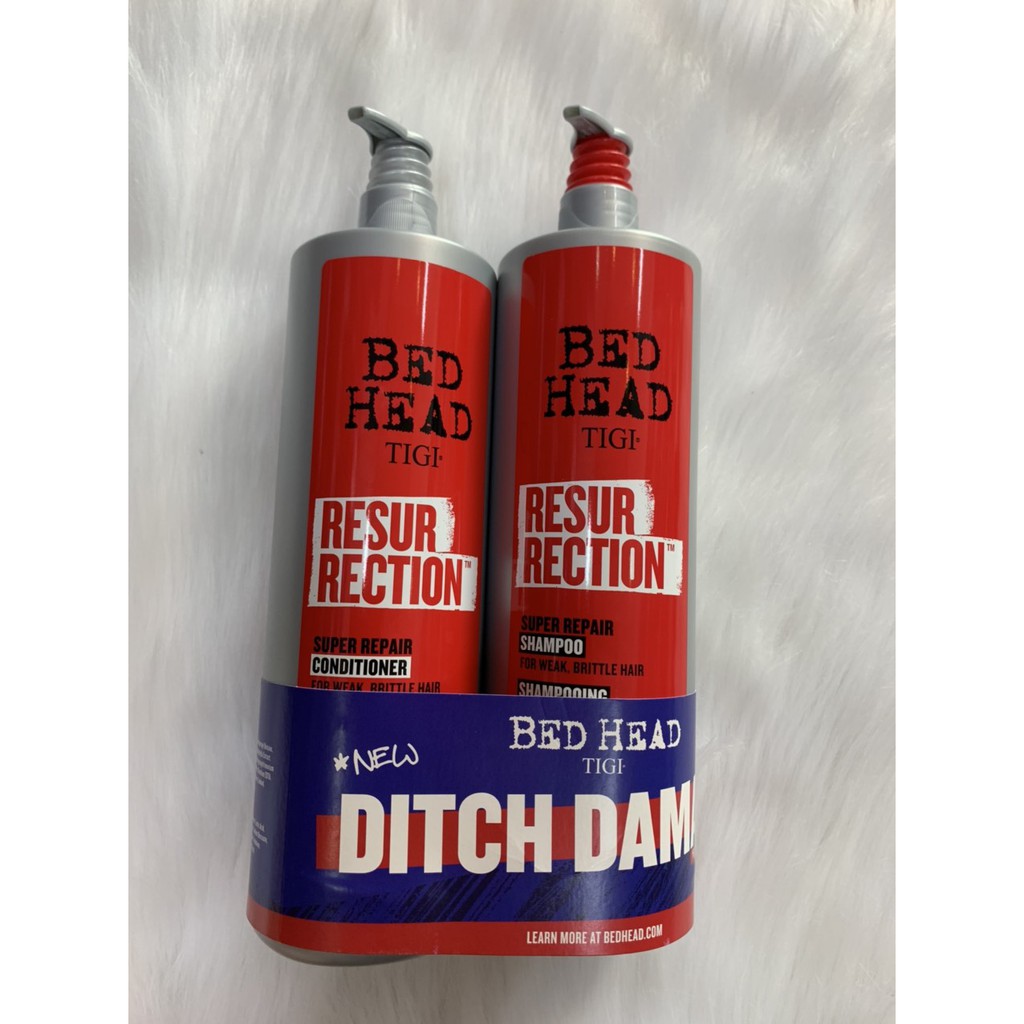 BED
HEAD
TIGI®
RESUR
RECTION™
SUPER REPAIR
CONDITIONER
FOR WEAK, BRITTLE HAIR
BED
HEAD
TIGI®
RESUR
RECTION™
SUPER REPAIR
SHAMPOO
FOR WEAK, BRITTLE HAIR
SHAMPOOING
*NEW
BED HEAD
TIGI
DITCH DAMA
LEARN MORE AT BEDHEAD.COM